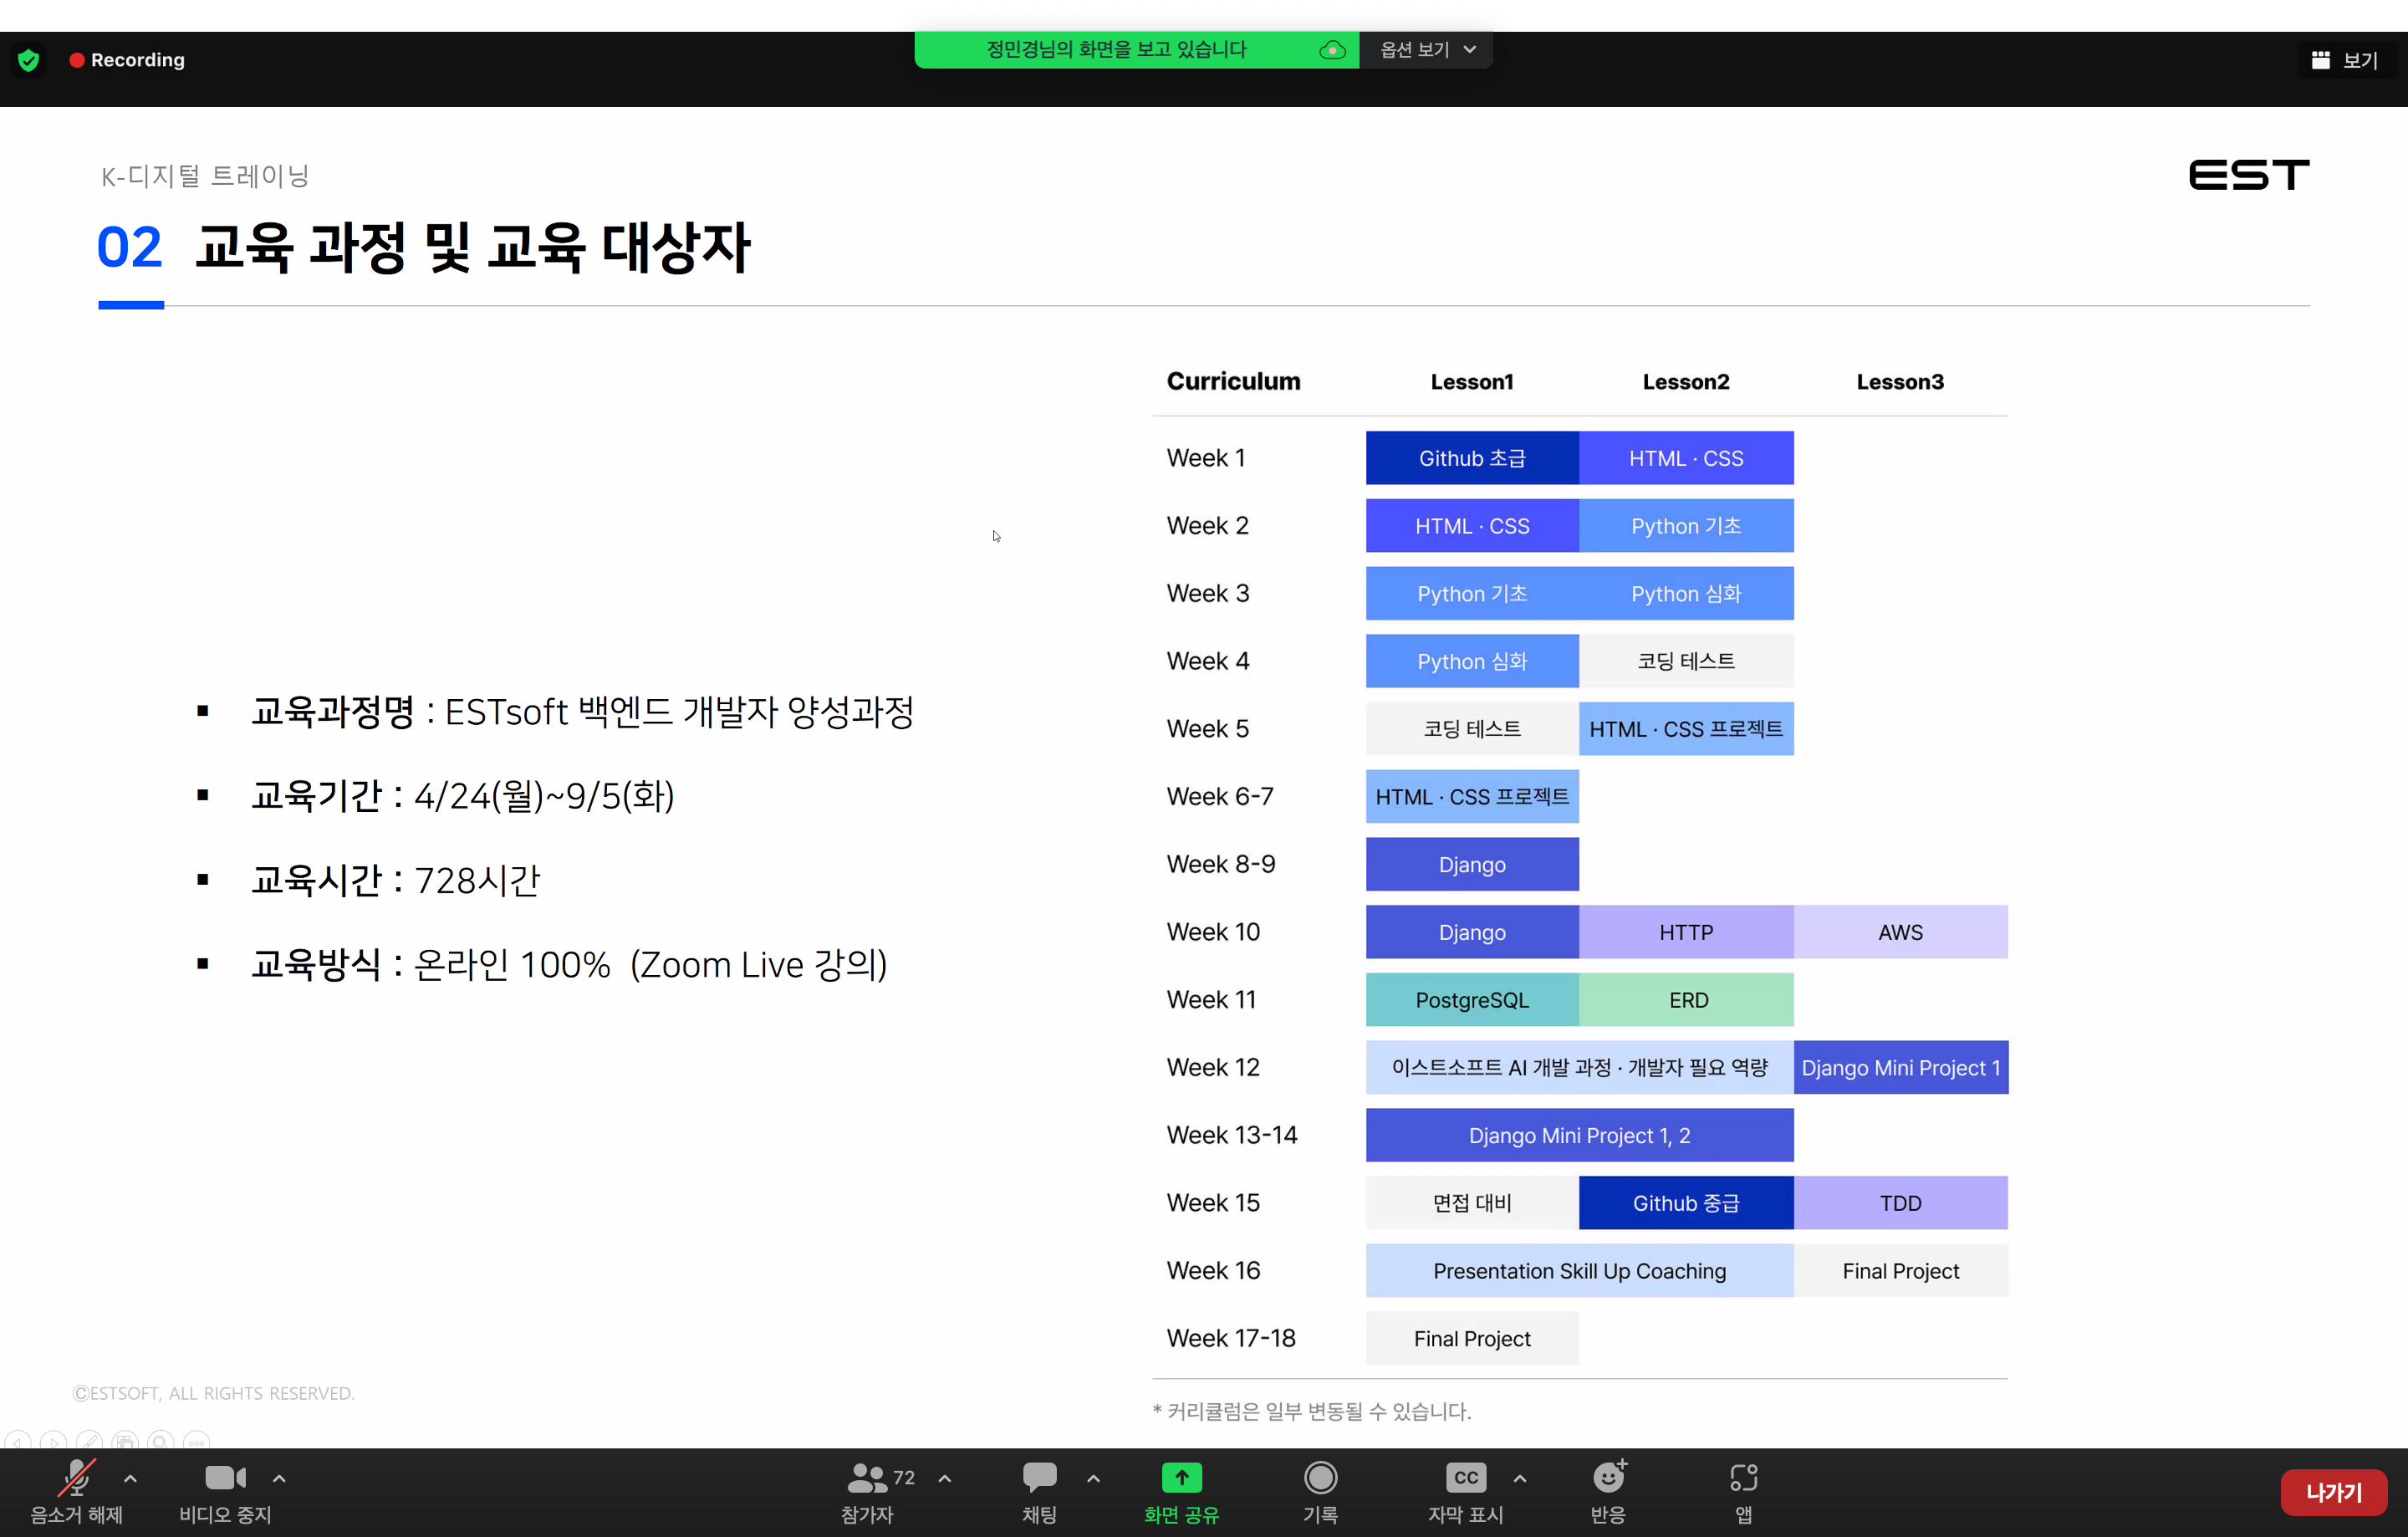 Recording
정민경님의 화면을 보고 있습니다
옵션 보기
보기
K-디지털 트레이닝
EST
02 교육 과정 및 교육 대상자
▪ 교육과정명 : ESTsoft 백엔드 개발자 양성과정
▪ 교육기간 : 4/24(월)~9/5(화)
▪ 교육시간 : 728시간
▪ 교육방식 : 온라인 100% (Zoom Live 강의)
Curriculum Lesson1 Lesson2 Lesson3
Week 1 Github 초급 HTML · CSS
Week 2 HTML · CSS Python 기초
Week 3 Python 기초 Python 심화
Week 4 Python 심화 코딩 테스트
Week 5 코딩 테스트 HTML · CSS 프로젝트
Week 6-7 HTML · CSS 프로젝트
Week 8-9 Django
Week 10 Django HTTP AWS
Week 11 PostgreSQL ERD
Week 12 이스트소프트 AI 개발 과정 · 개발자 필요 역량 Django Mini Project 1
Week 13-14 Django Mini Project 1, 2
Week 15 면접 대비 Github 중급 TDD
Week 16 Presentation Skill Up Coaching Final Project
Week 17-18 Final Project
* 커리큘럼은 일부 변동될 수 있습니다.
ⒸESTSOFT, ALL RIGHTS RESERVED.
음소거 해제
비디오 중지
72
참가자
채팅
화면 공유
기록
CC
자막 표시
반응
앱
나가기